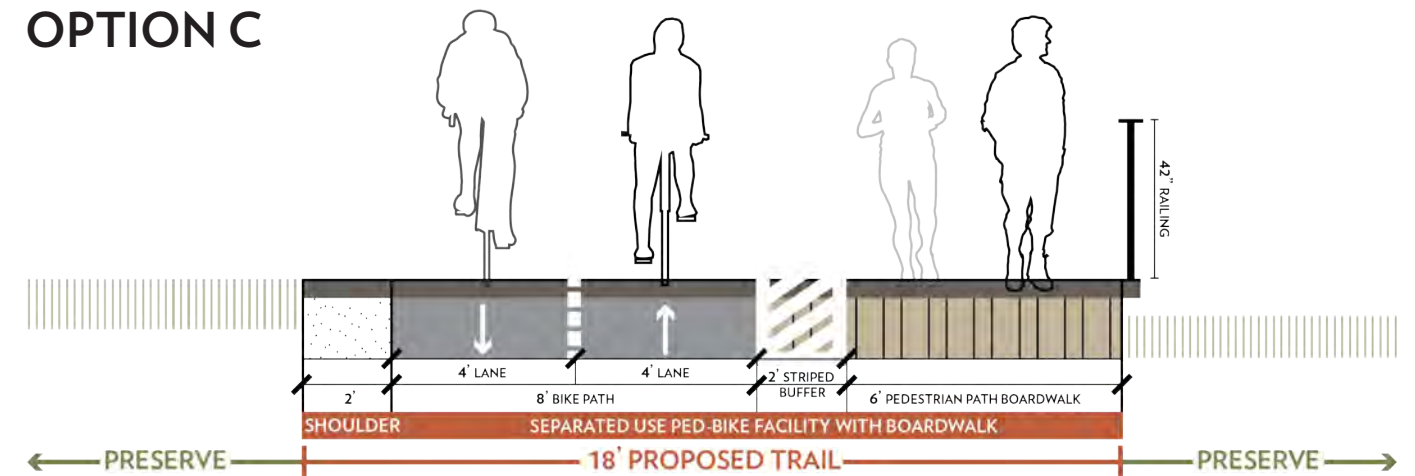 OPTION C
42" RAILING
4' LANE
4' LANE
2' STRIPED
BUFFER
2'
8' BIKE PATH
6' PEDESTRIAN PATH BOARDWALK
SHOULDER
SEPARATED USE PED-BIKE FACILITY WITH BOARDWALK
PRESERVE
18' PROPOSED TRAIL
PRESERVE